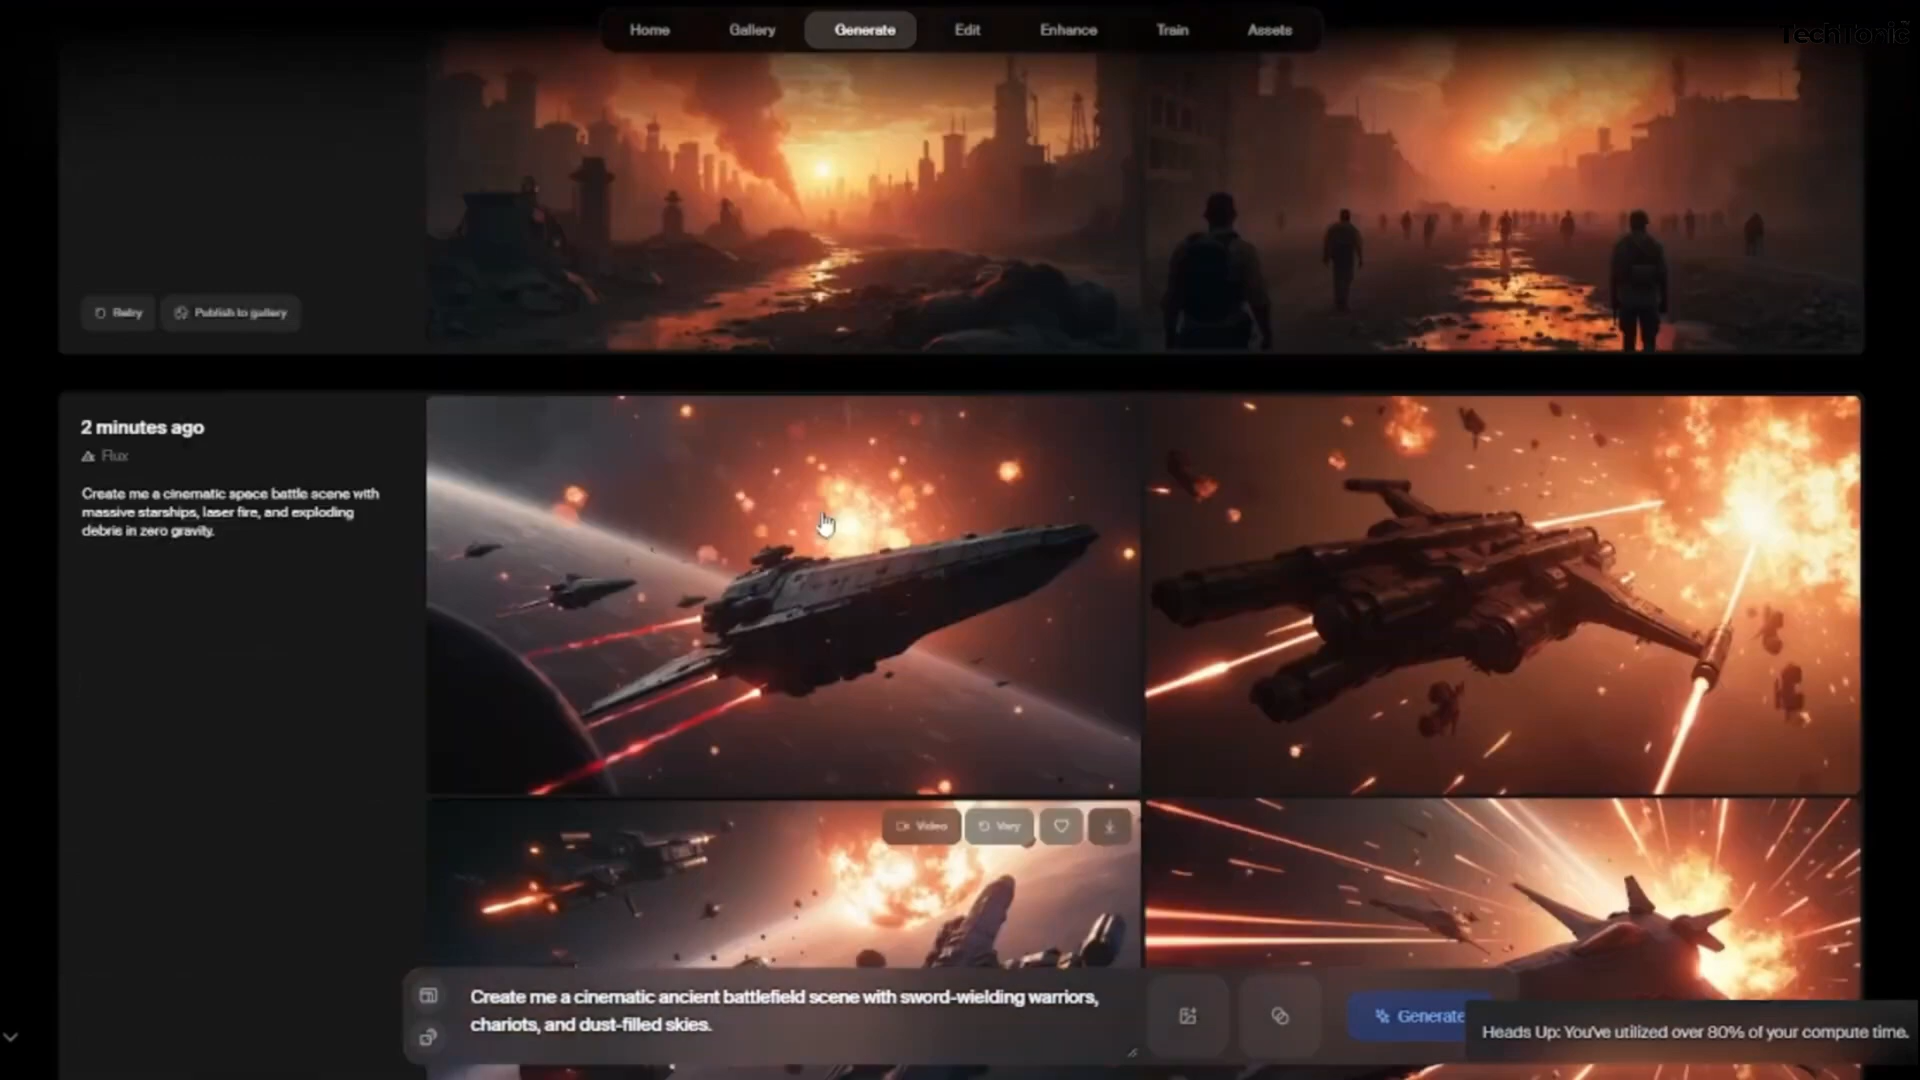 Home
Gallery
Generate
Edit
Enhance
Train
Assets
TechTonic
Retry
Publish to gallery
2 minutes ago
Flux
Create me a cinematic space battle scene with
massive starships, laser fire, and exploding
debris in zero gravity.
Video
Vary
Create me a cinematic ancient battlefield scene with sword-wielding warriors,
chariots, and dust-filled skies.
Generate
Heads Up: You've utilized over 80% of your compute time.